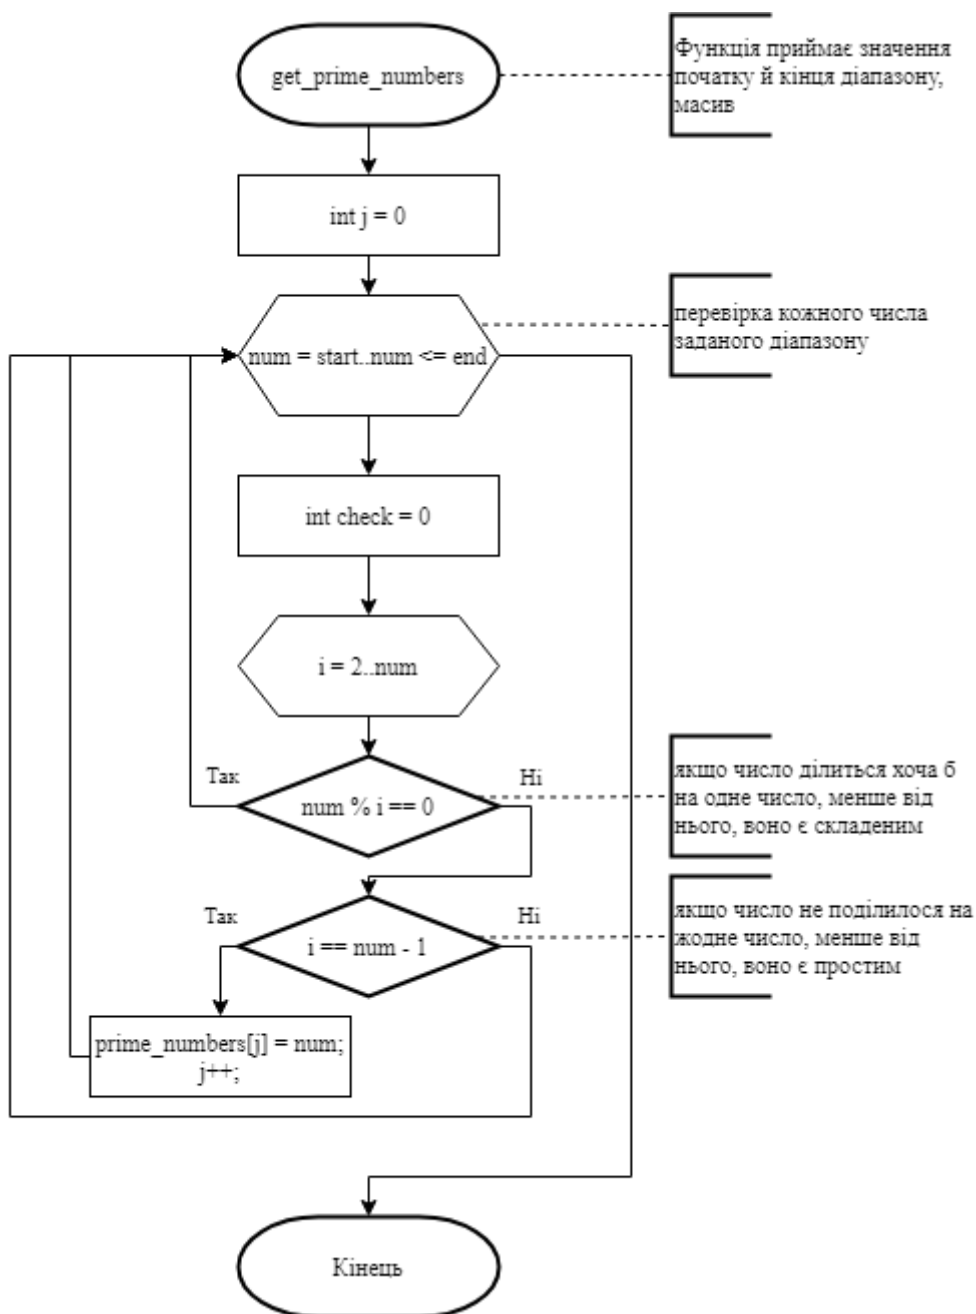 get_prime_numbers
Функція приймає значення
початку й кінця діапазону,
масив
int j = 0
num = start..num <= end
перевірка кожного числа
заданого діапазону
int check = 0
i = 2..num
Так
Ні
num % i == 0
якщо число ділиться хоча б
на одне число, менше від
нього, воно є складеним
Так
Ні
i == num - 1
якщо число не поділилося на
жодне число, менше від
нього, воно є простим
prime_numbers[j] = num;
j++;
Кінець